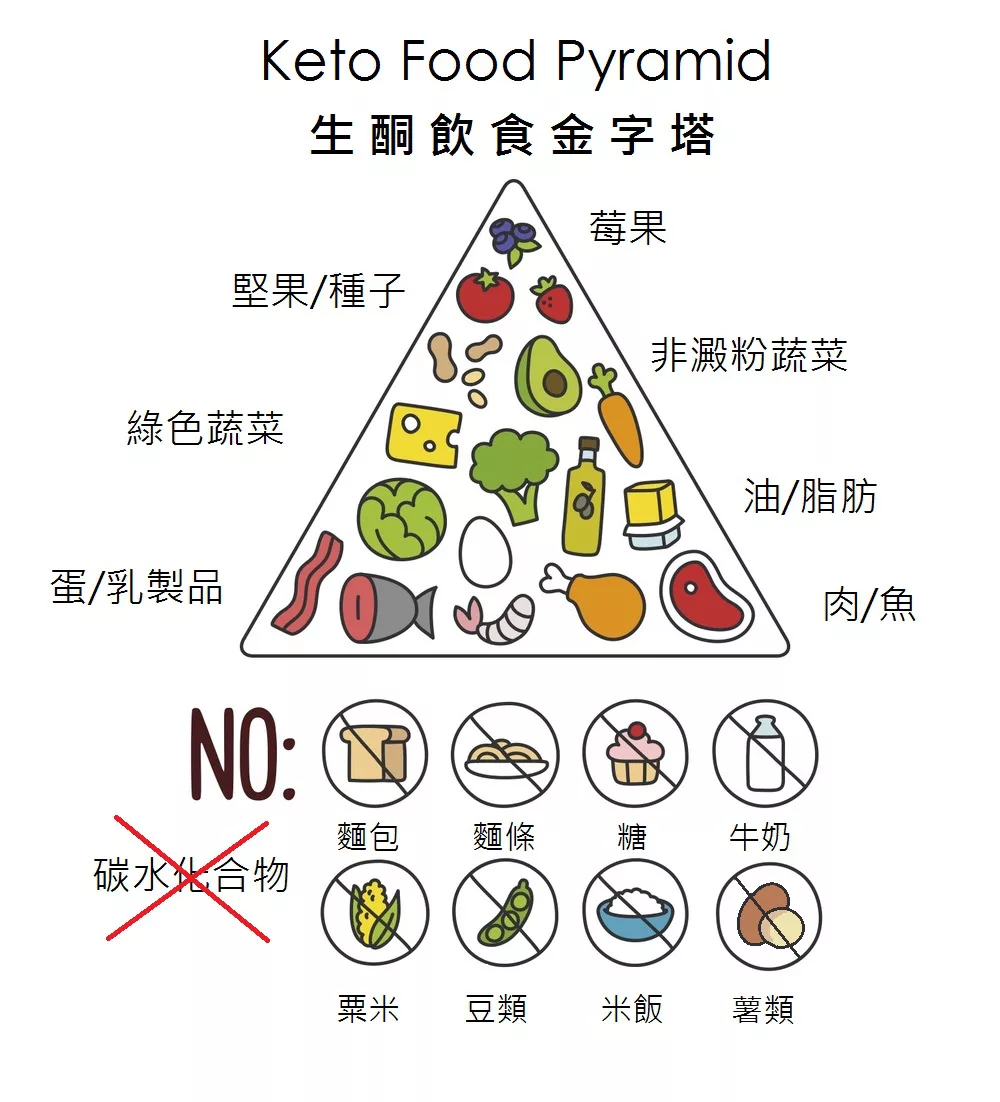 Keto Food Pyramid
生酮飲食金字塔
莓果
堅果/種子
非澱粉蔬菜
綠色蔬菜
油/脂肪
蛋/乳製品
肉/魚
NO:
麵包 麵條 糖 牛奶
碳水化合物
粟米 豆類 米飯 薯類